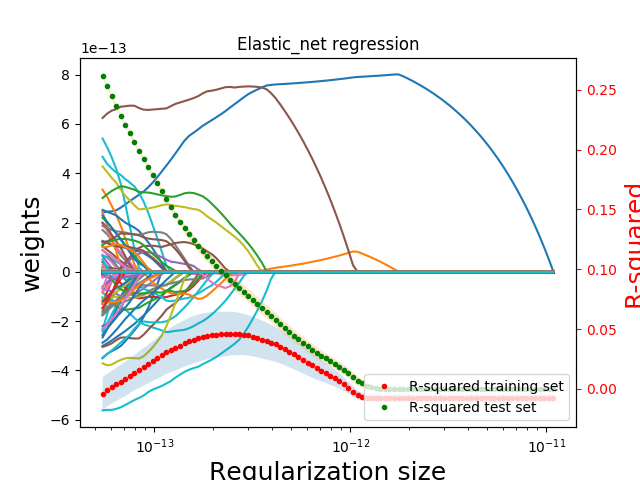 Elastic_net regression
1e−13
8
6
4
2
0
−2
−4
−6
weights
0.25
0.20
0.15
0.10
0.05
0.00
R-squared
R-squared training set
R-squared test set
10⁻¹³
10⁻¹²
10⁻¹¹
Regularization size